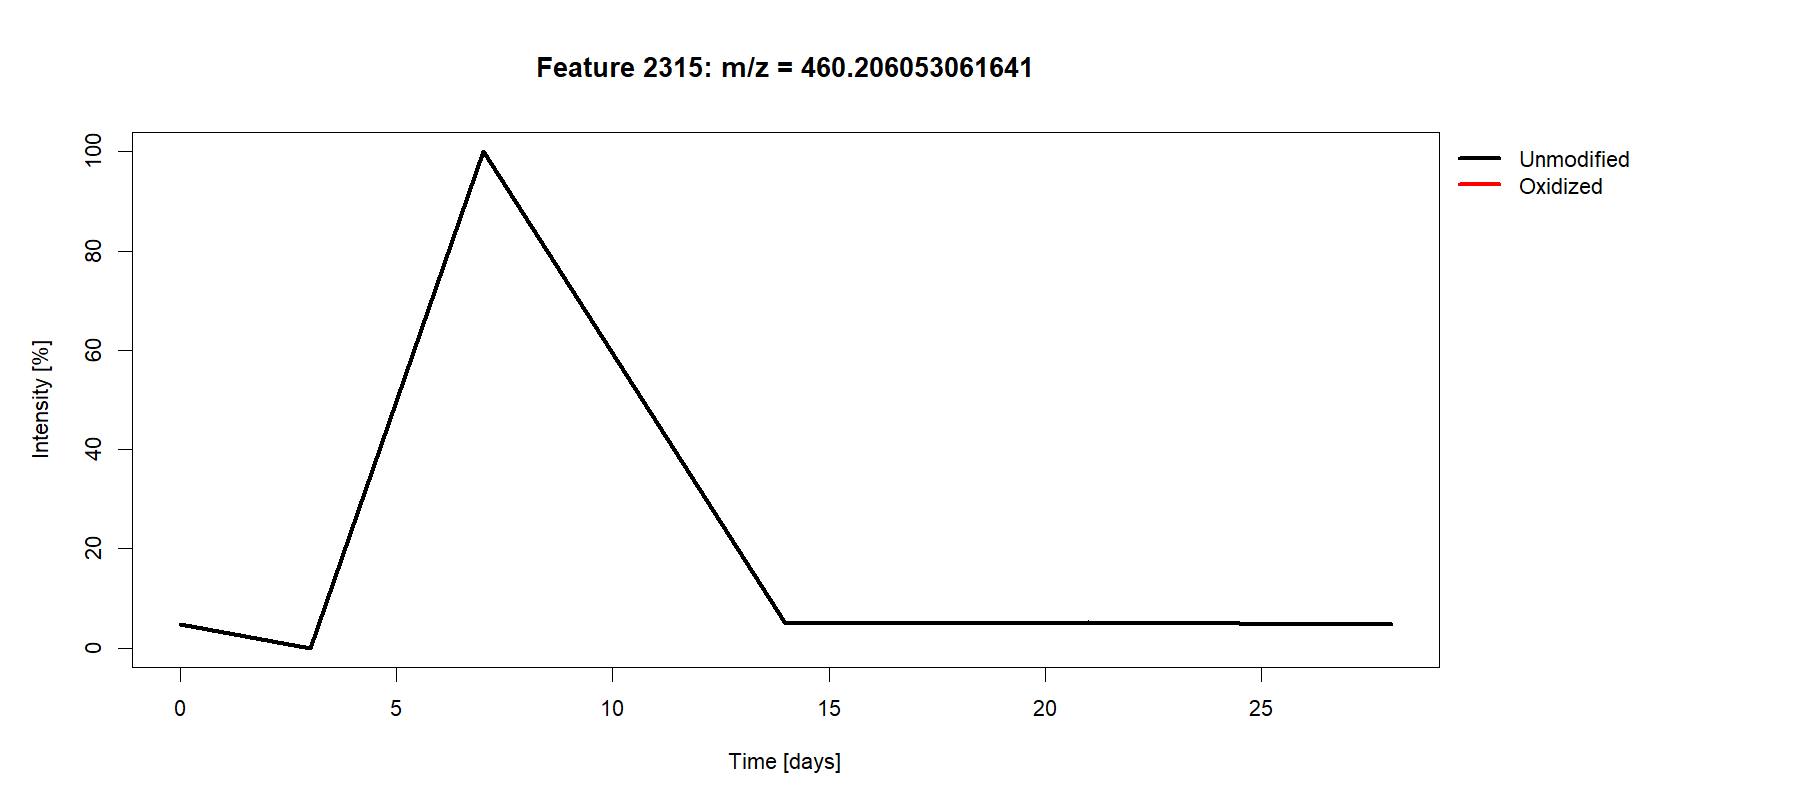 Feature 2315: m/z = 460.206053061641
Unmodified
Oxidized
Intensity [%]
100
80
60
40
20
0
0 5 10 15 20 25
Time [days]